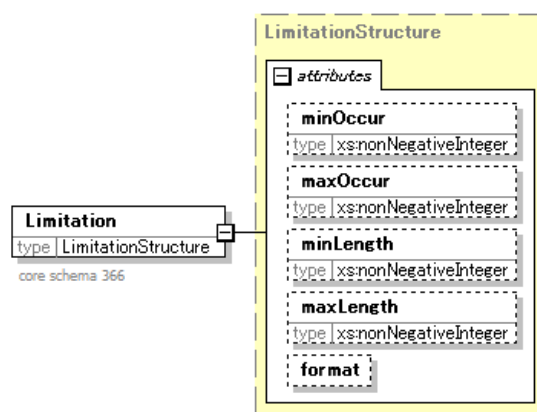 LimitationStructure
attributes
minOccur
type xs:nonNegativeInteger
maxOccur
type xs:nonNegativeInteger
minLength
type xs:nonNegativeInteger
maxLength
type xs:nonNegativeInteger
format
Limitation
type LimitationStructure
core schema 366